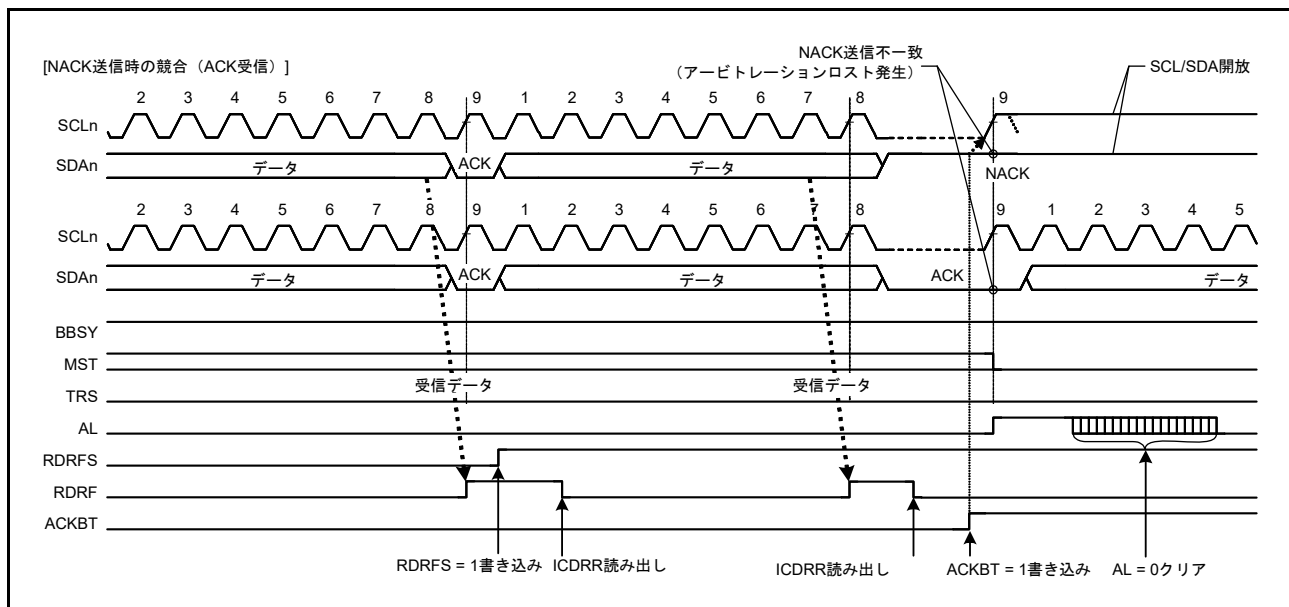 [NACK送信時の競合（ACK受信）]
NACK送信不一致
（アービトレーションロスト発生）
SCL/SDA開放
2 3 4 5 6 7 8 9 1 2 3 4 5 6 7 8 9
SCLn
SDAn
データ ACK データ NACK
2 3 4 5 6 7 8 9 1 2 3 4 5 6 7 8 9 1 2 3 4 5
SCLn
SDAn
データ ACK データ ACK データ
BBSY
MST
受信データ 受信データ
TRS
AL
RDRFS
RDRF
ACKBT
RDRFS = 1書き込み ICDRR読み出し ICDRR読み出し ACKBT = 1書き込み AL = 0クリア